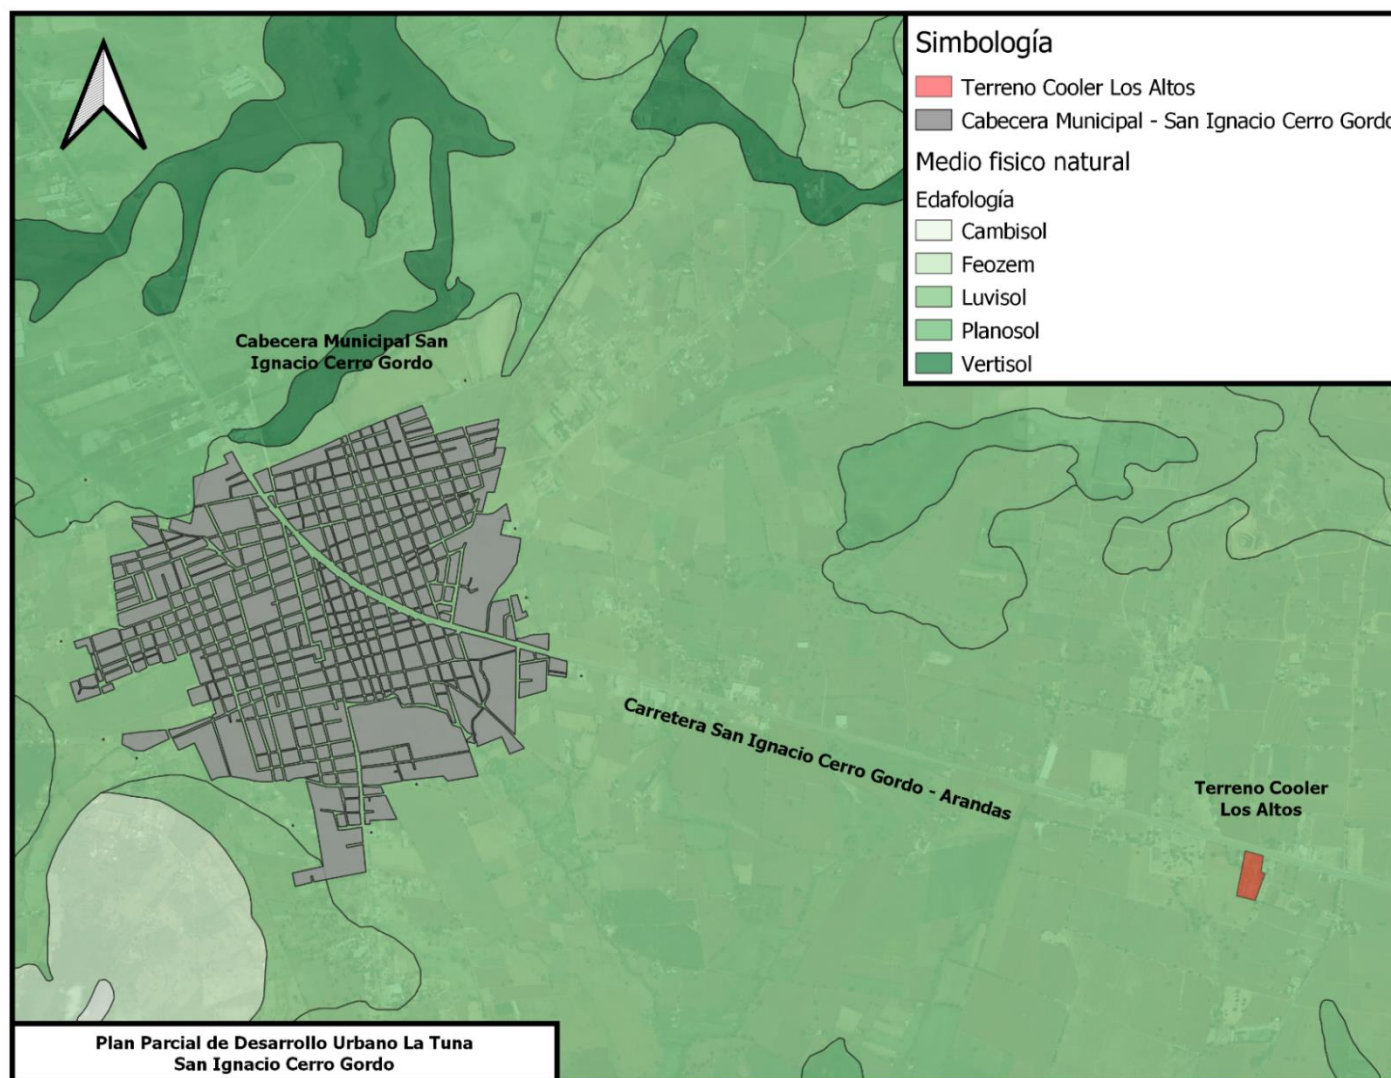 Simbología
Terreno Cooler Los Altos
Cabecera Municipal - San Ignacio Cerro Gordo
Medio fisico natural
Edafología
Cambisol
Feozem
Luvisol
Planosol
Vertisol
Cabecera Municipal San
Ignacio Cerro Gordo
Carretera San Ignacio Cerro Gordo - Arandas
Terreno Cooler
Los Altos
Plan Parcial de Desarrollo Urbano La Tuna
San Ignacio Cerro Gordo